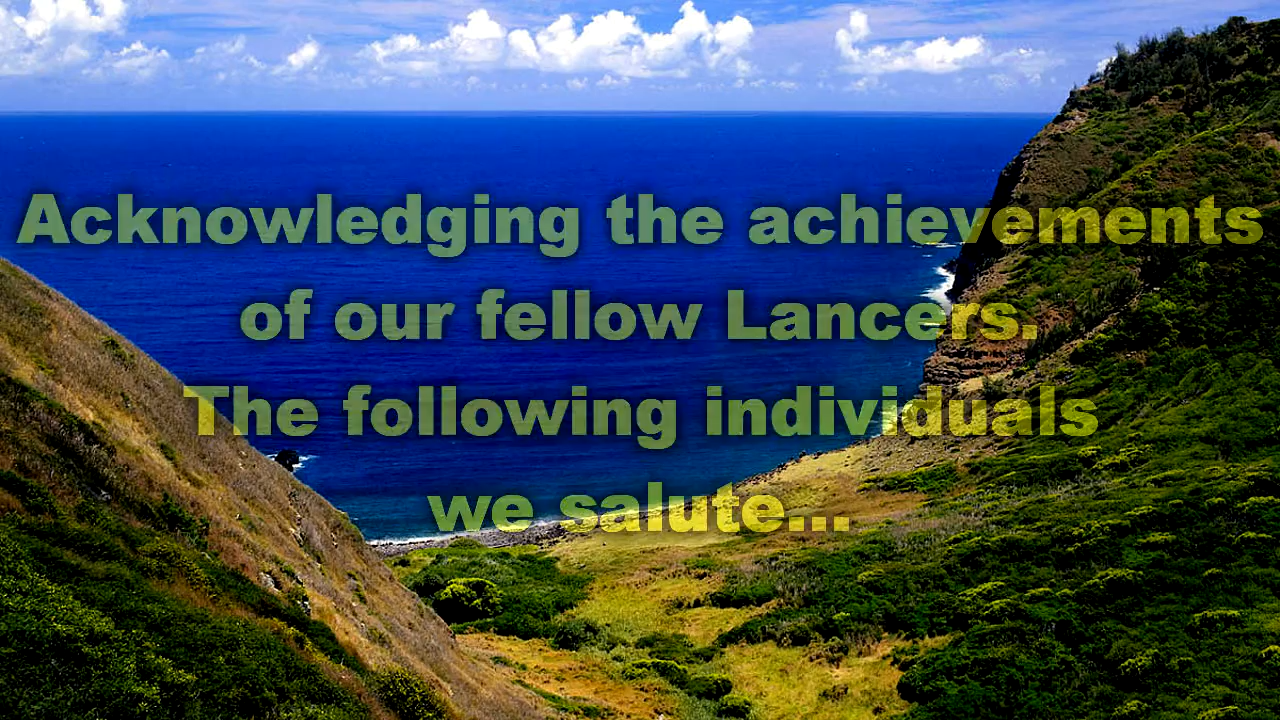 Acknowledging the achievements
of our fellow Lancers.
The following individuals
we salute...